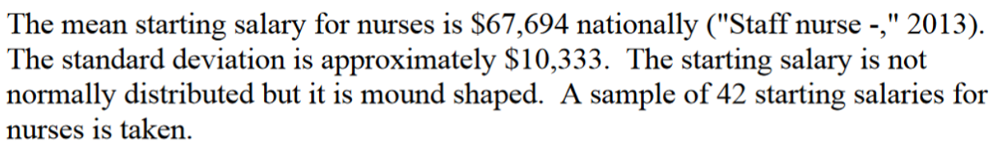 The mean starting salary for nurses is $67,694 nationally ("Staff nurse -," 2013).
The standard deviation is approximately $10,333.  The starting salary is not
normally distributed but it is mound shaped.  A sample of 42 starting salaries for
nurses is taken.